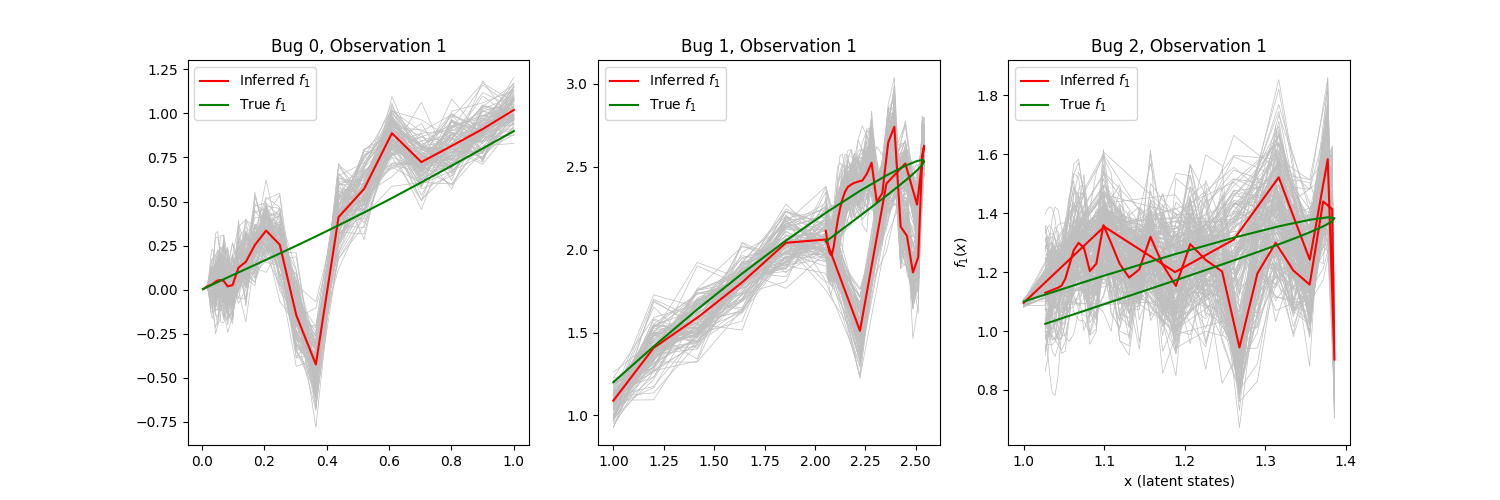 Bug 0, Observation 1
Inferred f₁
True f₁
1.25
1.00
0.75
0.50
0.25
0.00
−0.25
−0.50
−0.75
0.0 0.2 0.4 0.6 0.8 1.0
Bug 1, Observation 1
Inferred f₁
True f₁
3.0
2.5
2.0
1.5
1.0
1.00 1.25 1.50 1.75 2.00 2.25 2.50
Bug 2, Observation 1
Inferred f₁
True f₁
f₁(x)
1.8
1.6
1.4
1.2
1.0
0.8
1.0 1.1 1.2 1.3 1.4
x (latent states)